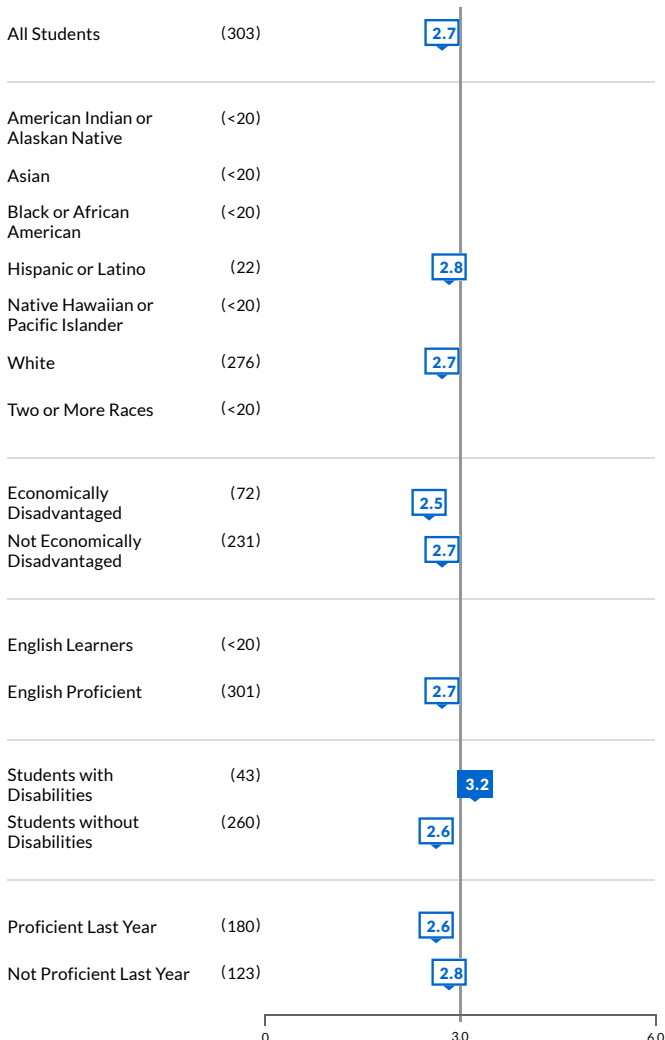 All Students (303) 2.7
American Indian or (<20)
Alaskan Native
Asian (<20)
Black or African (<20)
American
Hispanic or Latino (22) 2.8
Native Hawaiian or (<20)
Pacific Islander
White (276) 2.7
Two or More Races (<20)
Economically (72) 2.5
Disadvantaged
Not Economically (231) 2.7
Disadvantaged
English Learners (<20)
English Proficient (301) 2.7
Students with (43) 3.2
Disabilities
Students without (260) 2.6
Disabilities
Proficient Last Year (180) 2.6
Not Proficient Last Year (123) 2.8
0 3.0 6.0